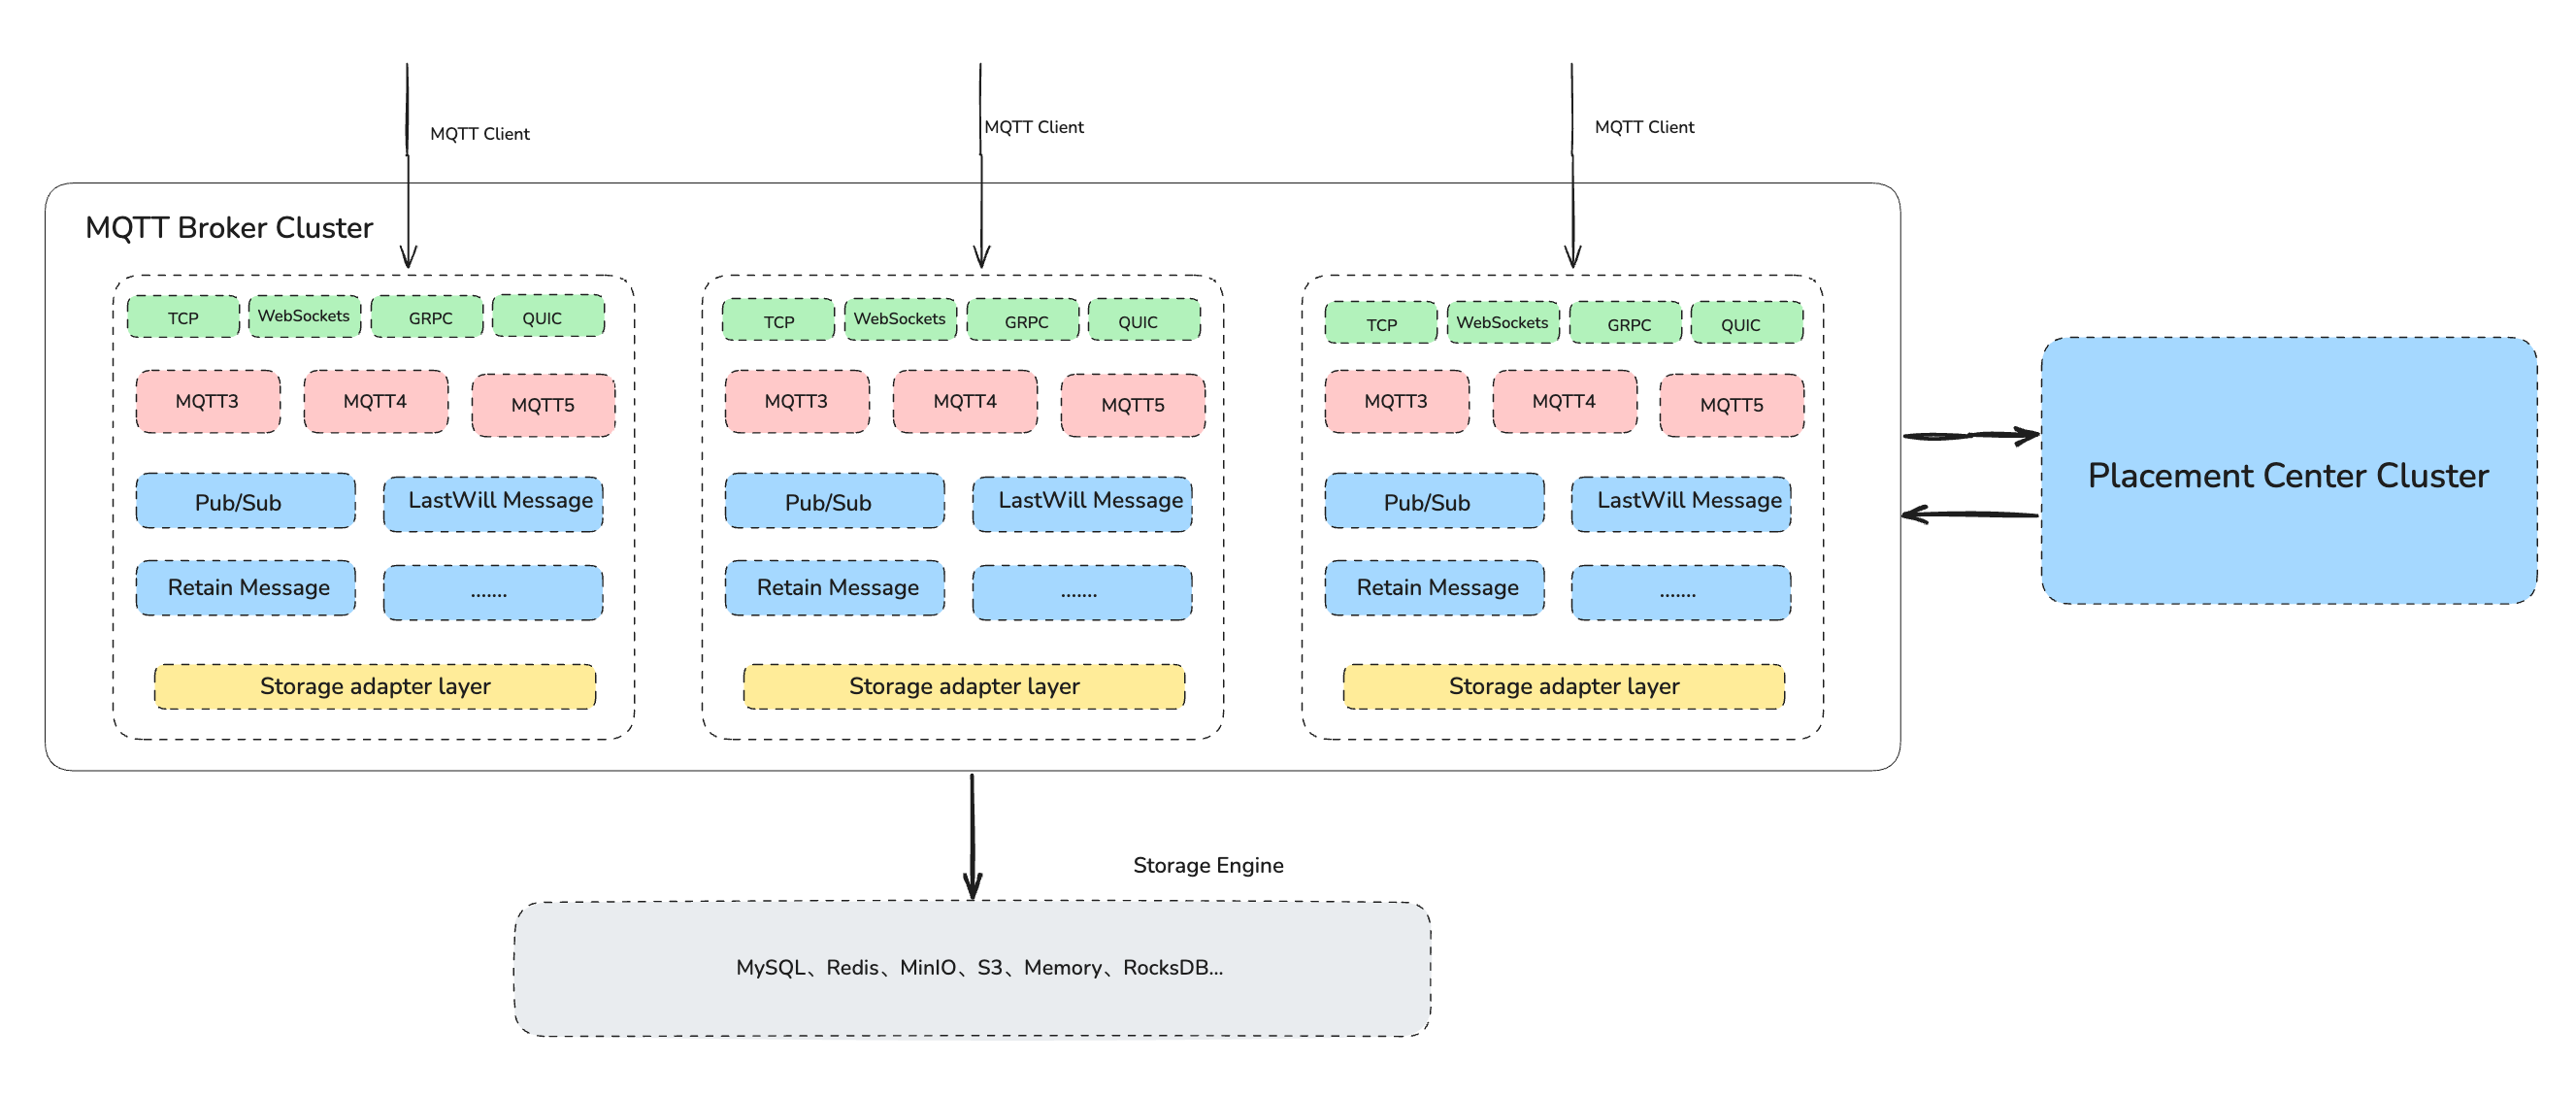 MQTT Client
MQTT Client
MQTT Client
MQTT Broker Cluster
TCP
WebSockets
GRPC
QUIC
MQTT3
MQTT4
MQTT5
Pub/Sub
LastWill Message
Retain Message
.......
Storage adapter layer
TCP
WebSockets
GRPC
QUIC
MQTT3
MQTT4
MQTT5
Pub/Sub
LastWill Message
Retain Message
.......
Storage adapter layer
TCP
WebSockets
GRPC
QUIC
MQTT3
MQTT4
MQTT5
Pub/Sub
LastWill Message
Retain Message
.......
Storage adapter layer
Placement Center Cluster
Storage Engine
MySQL、Redis、MinIO、S3、Memory、RocksDB...